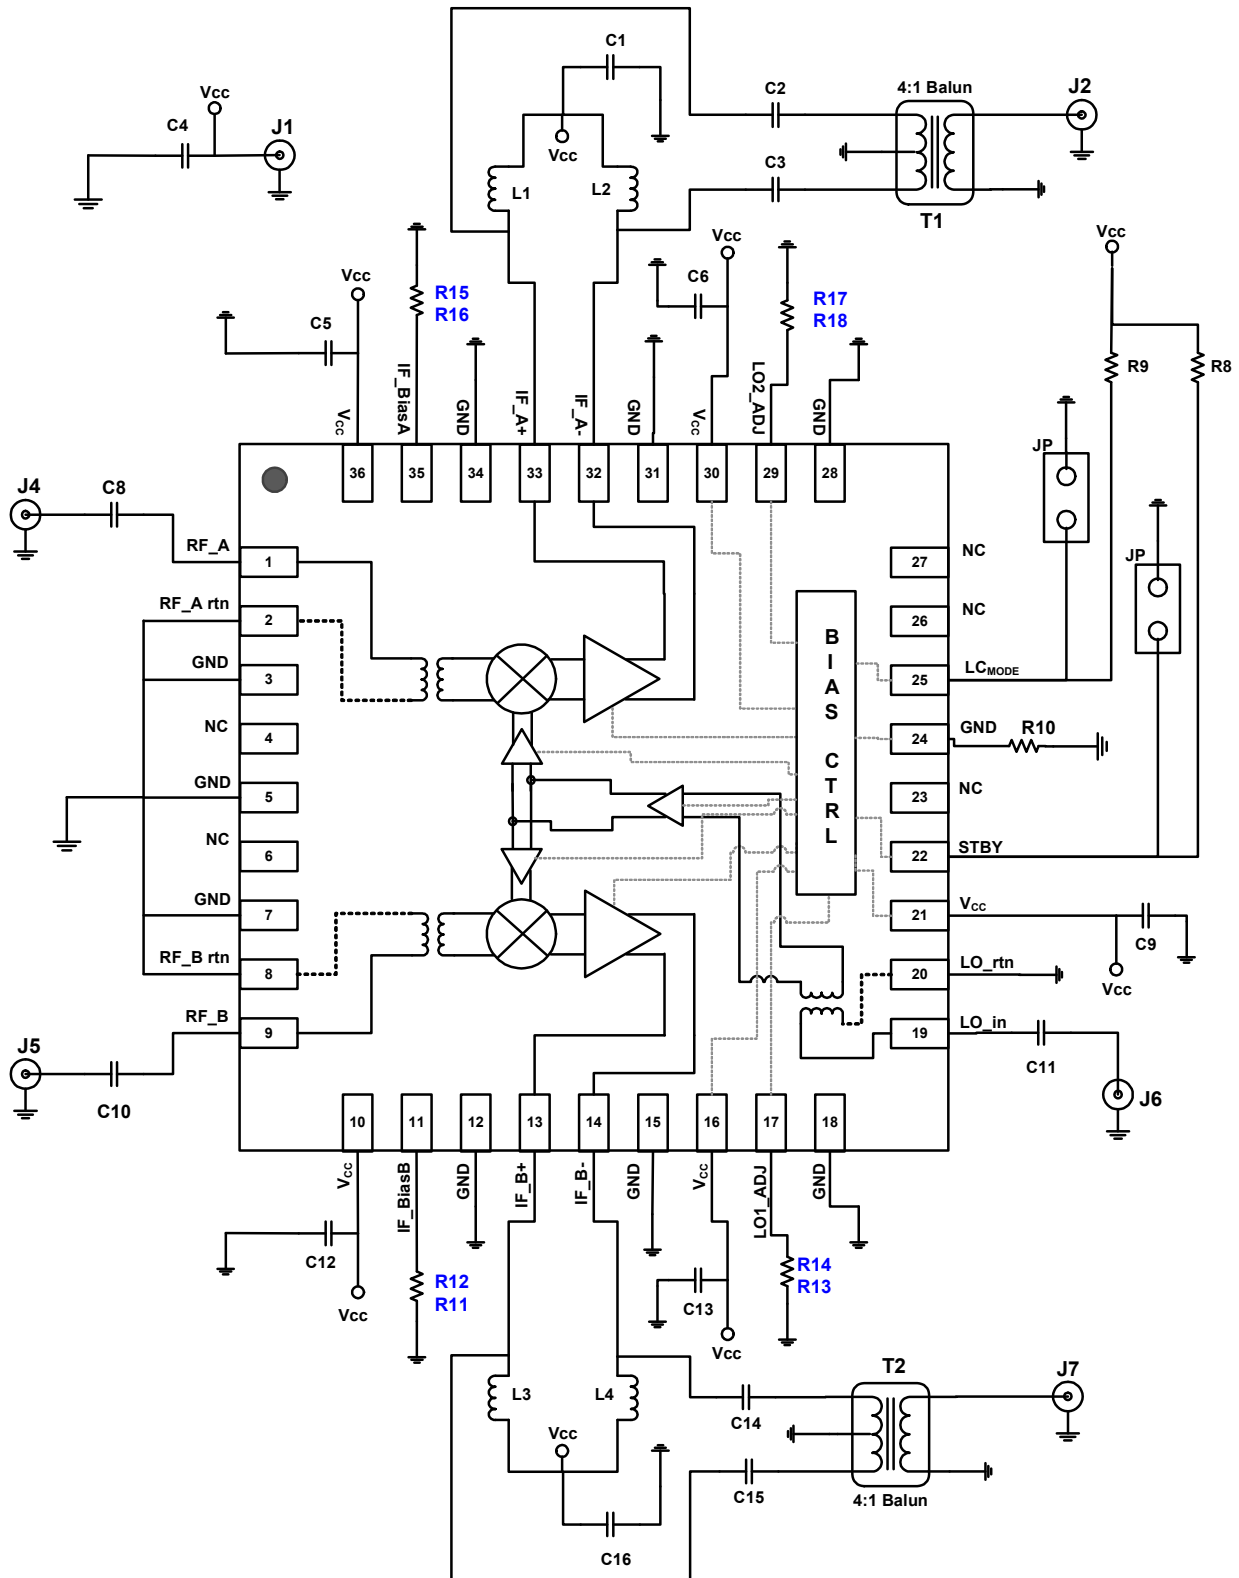 C1
C2
4:1 Balun
J2
Vcc
C4
J1
Vcc
C3
L1
L2
T1
Vcc
Vcc
Vcc
C6
R15
R16
R17
R18
C5
R9
R8
IF_BiasA
LO2_ADJ
VCC
GND
IF_A+
IF_A-
GND
VCC
GND
JP
36
35
34
33
32
31
30
29
28
J4
C8
RF_A
1
27
NC
JP
RF_A rtn
2
26
NC
GND
3
25
LCMODE
NC
4
24
GND
R10
GND
5
23
NC
NC
6
22
STBY
GND
7
21
VCC
C9
RF_B rtn
8
20
LO_rtn
Vcc
RF_B
9
19
LO_in
B
I
A
S
C
T
R
L
J5
C10
C11
J6
10
11
12
13
14
15
16
17
18
VCC
IF_BiasB
GND
IF_B+
IF_B-
GND
VCC
LO1_ADJ
GND
C12
R12
R11
R14
R13
C13
Vcc
Vcc
T2
J7
L3
L4
C14
Vcc
C15
4:1 Balun
C16